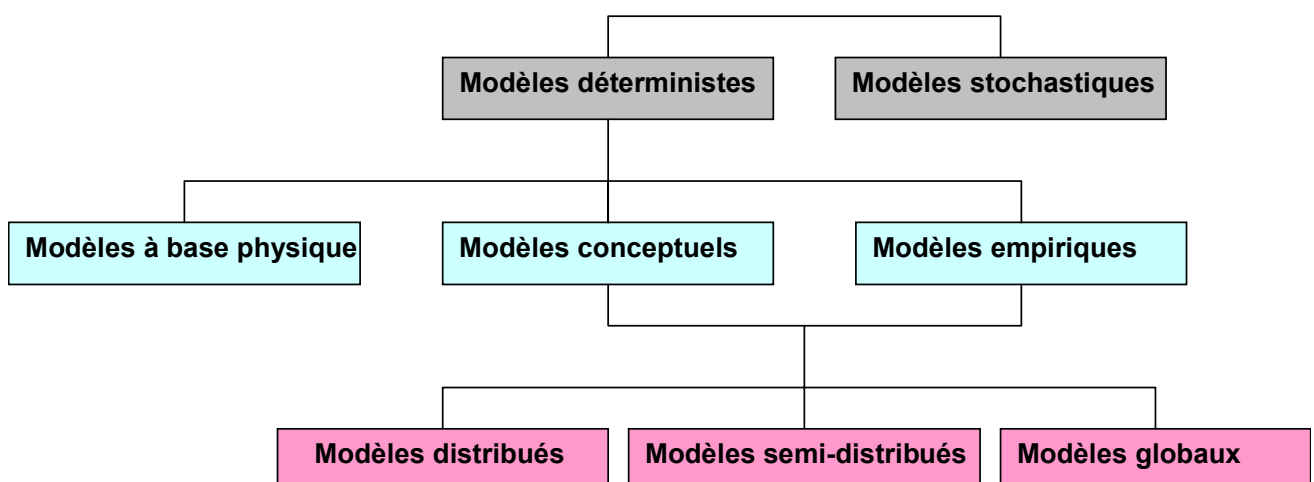 Modèles déterministes
Modèles stochastiques
Modèles à base physique
Modèles conceptuels
Modèles empiriques
Modèles distribués
Modèles semi-distribués
Modèles globaux